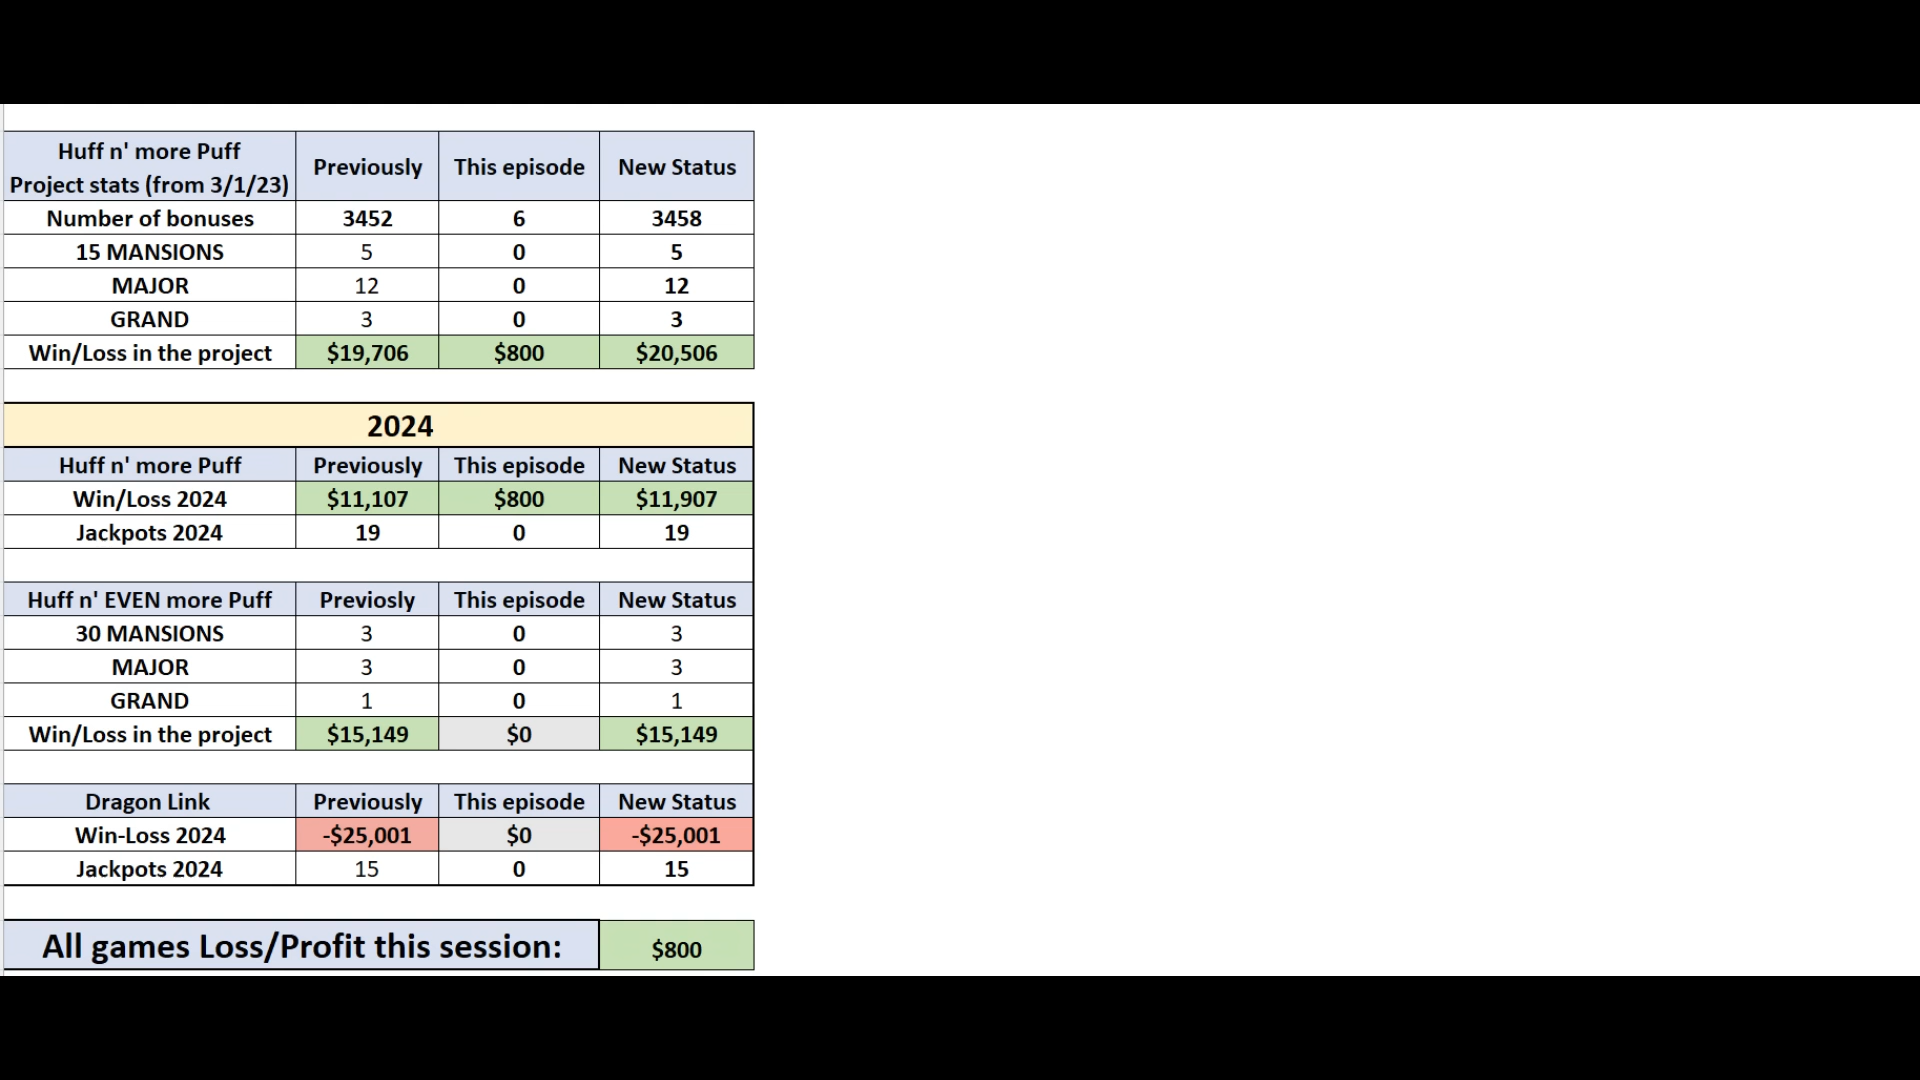 Huff n' more Puff
Project stats (from 3/1/23) Previously This episode New Status
Number of bonuses 3452 6 3458
15 MANSIONS 5 0 5
MAJOR 12 0 12
GRAND 3 0 3
Win/Loss in the project $19,706 $800 $20,506
2024
Huff n' more Puff Previously This episode New Status
Win/Loss 2024 $11,107 $800 $11,907
Jackpots 2024 19 0 19
Huff n' EVEN more Puff Previosly This episode New Status
30 MANSIONS 3 0 3
MAJOR 3 0 3
GRAND 1 0 1
Win/Loss in the project $15,149 $0 $15,149
Dragon Link Previously This episode New Status
Win-Loss 2024 -$25,001 $0 -$25,001
Jackpots 2024 15 0 15
All games Loss/Profit this session: $800